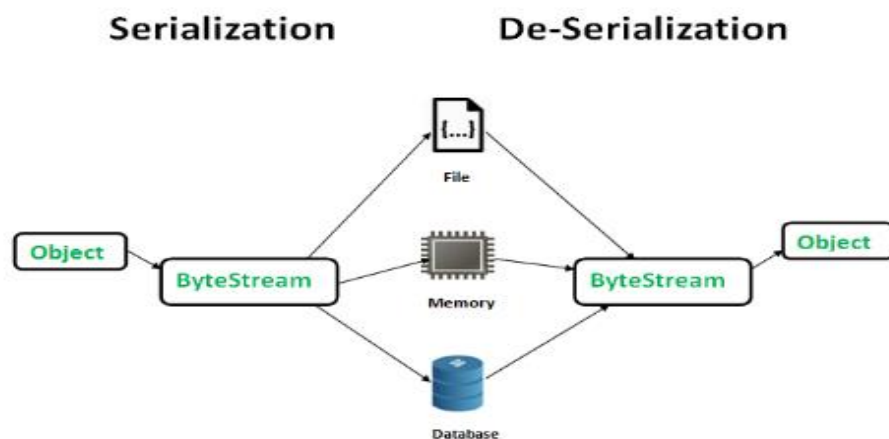 Serialization
De-Serialization
{...}
File
Object
ByteStream
Memory
ByteStream
Object
Database